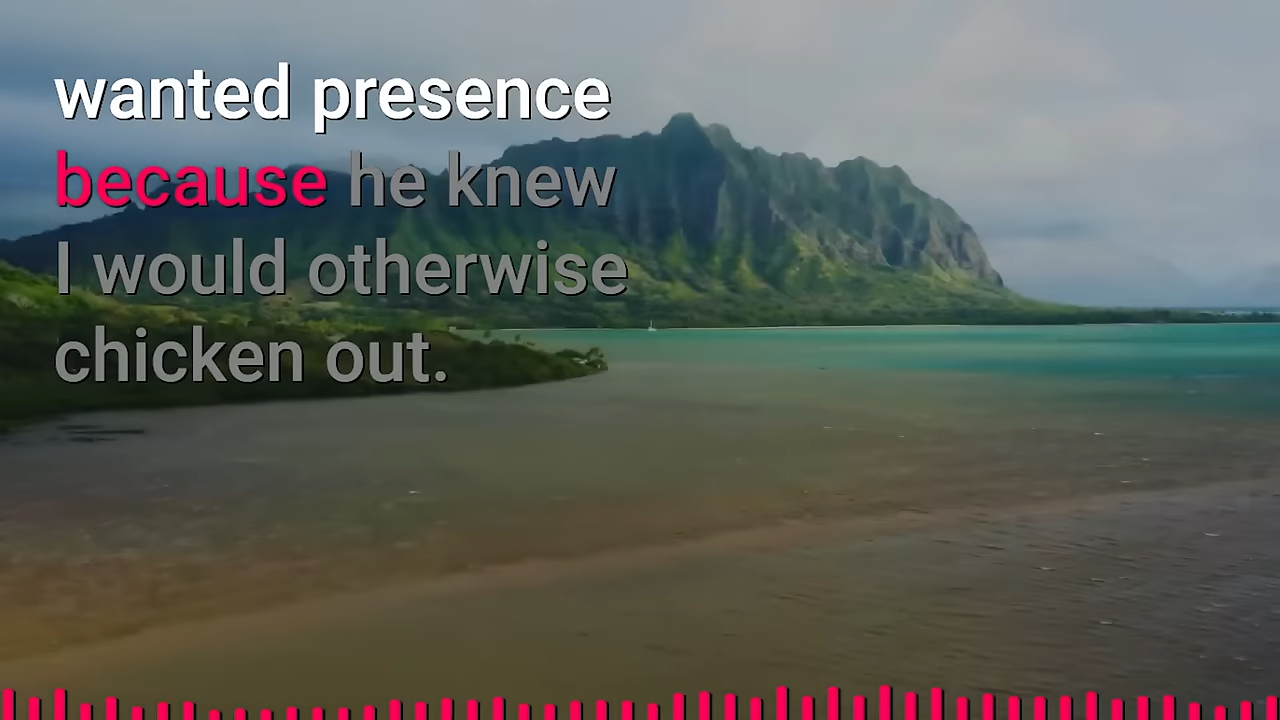 wanted presence
because he knew
I would otherwise
chicken out.